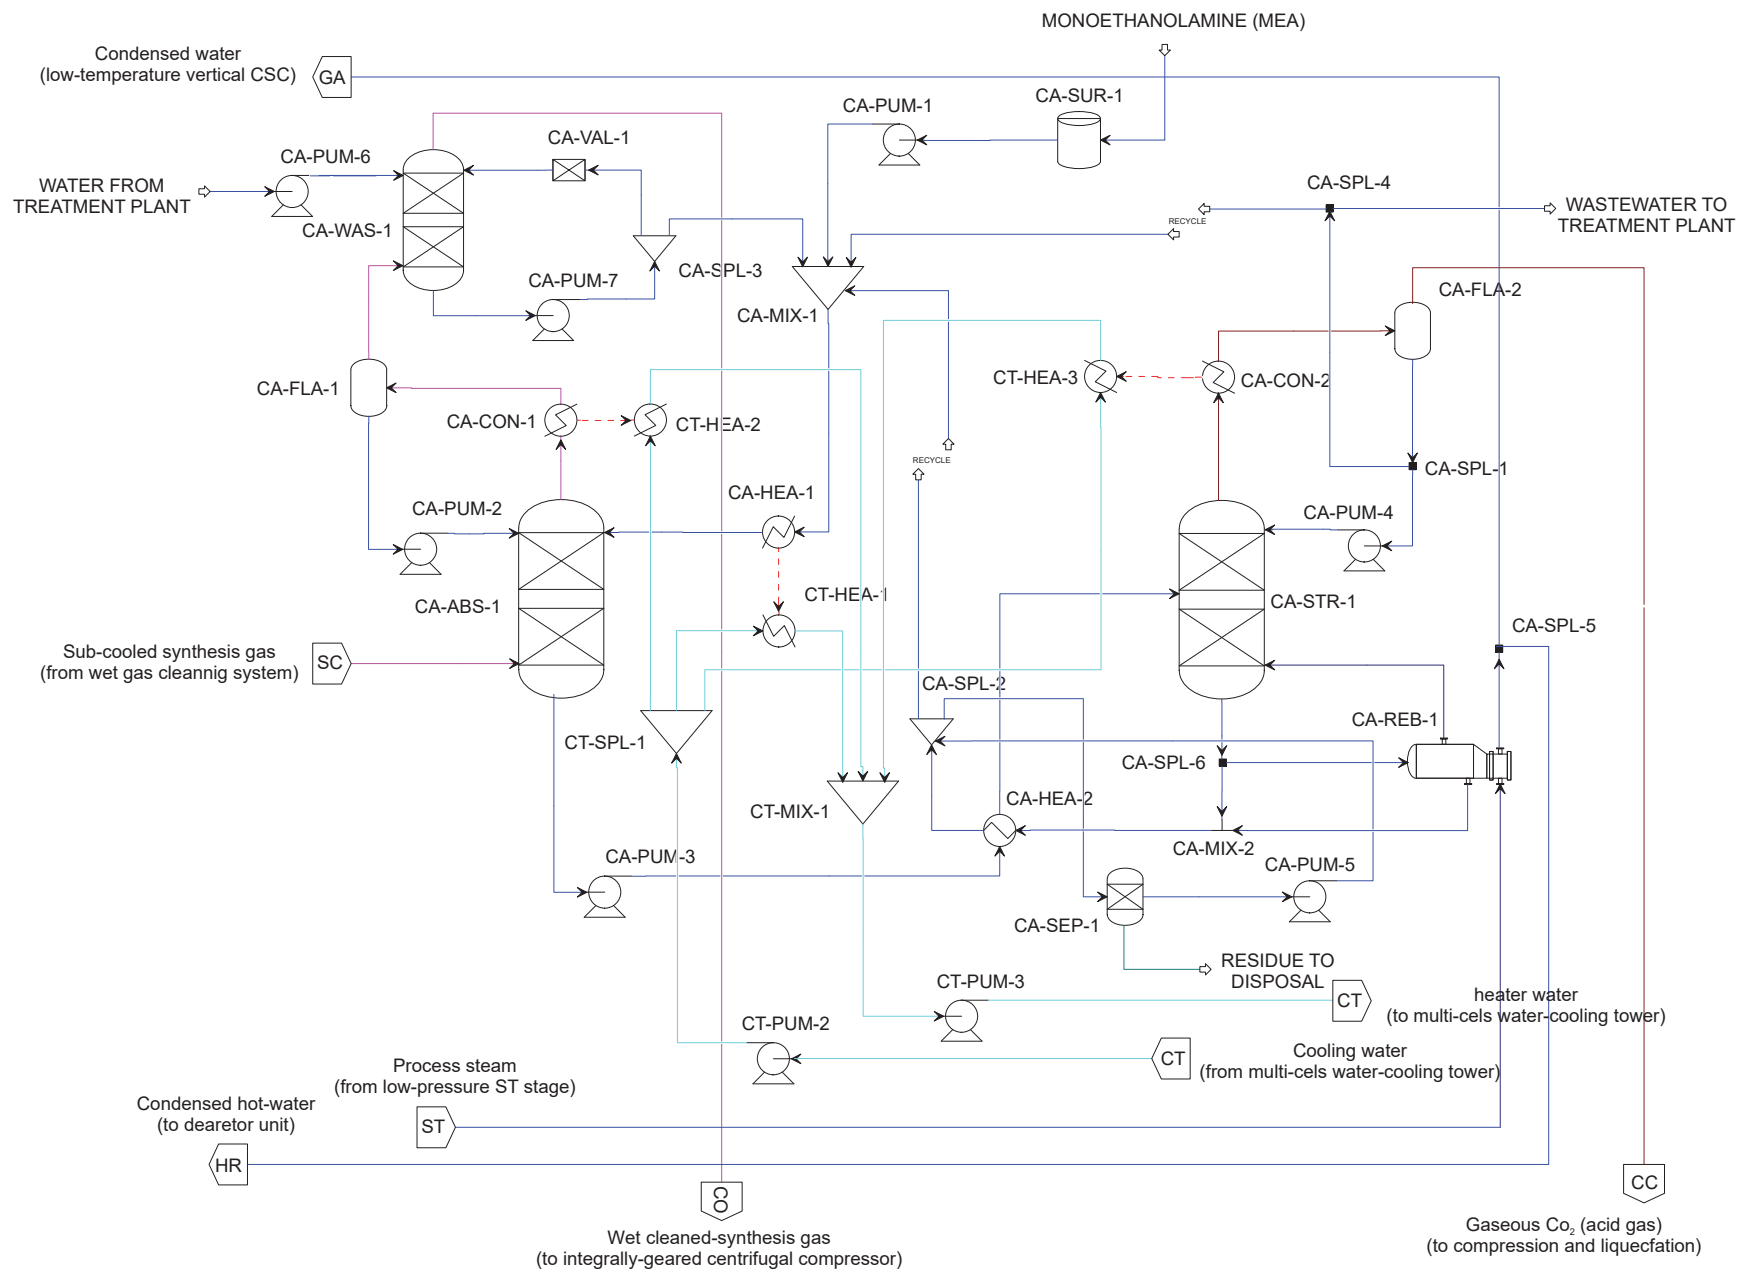 MONOETHANOLAMINE (MEA)
Condensed water
(low-temperature vertical CSC)
GA
CA-PUM-1
CA-SUR-1
CA-VAL-1
CA-PUM-6
WATER FROM
TREATMENT PLANT
CA-WAS-1
CA-SPL-4
RECYCLE
WASTEWATER TO
TREATMENT PLANT
CA-SPL-3
CA-PUM-7
CA-MIX-1
CA-FLA-2
CA-FLA-1
CA-CON-1
CT-HEA-2
CT-HEA-3
CA-CON-2
RECYCLE
CA-SPL-1
CA-HEA-1
CA-PUM-2
CA-PUM-4
CA-ABS-1
CT-HEA-1
CA-STR-1
CA-SPL-5
Sub-cooled synthesis gas
(from wet gas cleannig system)
SC
CA-SPL-2
CA-REB-1
CT-SPL-1
CA-SPL-6
CT-MIX-1
CA-HEA-2
CA-MIX-2
CA-PUM-3
CA-PUM-5
CA-SEP-1
RESIDUE TO
DISPOSAL
CT-PUM-3
CT
heater water
(to multi-cels water-cooling tower)
CT-PUM-2
CT
Cooling water
(from multi-cels water-cooling tower)
Process steam
(from low-pressure ST stage)
ST
Condensed hot-water
(to dearetor unit)
HR
CO
Wet cleaned-synthesis gas
(to integrally-geared centrifugal compressor)
CC
Gaseous Co₂ (acid gas)
(to compression and liquecfation)